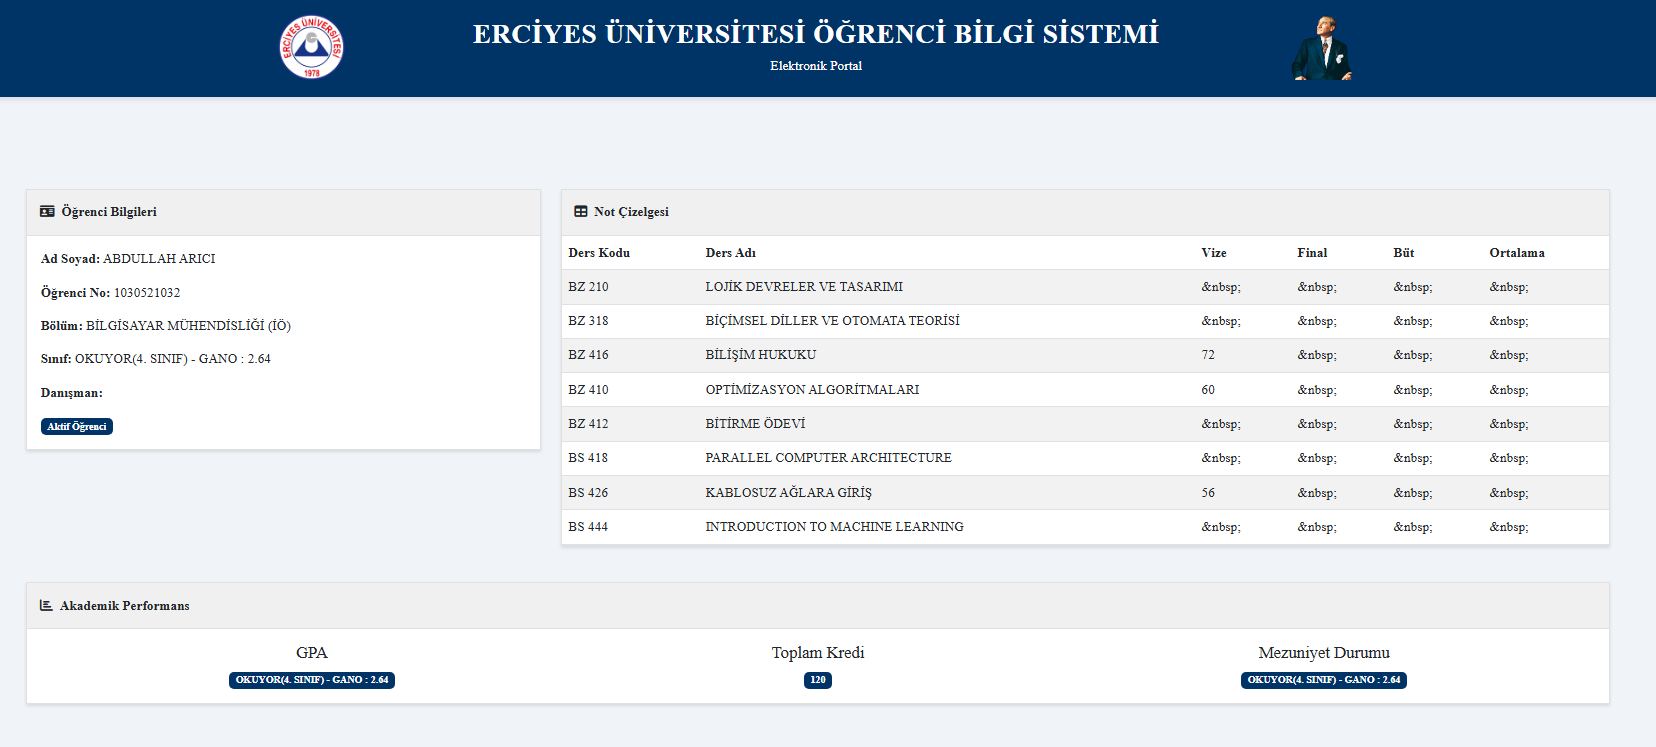 ERCİYES ÜNİVERSİTESİ
1978
ERCİYES ÜNİVERSİTESİ ÖĞRENCİ BİLGİ SİSTEMİ
Elektronik Portal
Öğrenci Bilgileri
Ad Soyad: ABDULLAH ARICI
Öğrenci No: 1030521032
Bölüm: BİLGİSAYAR MÜHENDİSLİĞİ (İÖ)
Sınıf: OKUYOR(4. SINIF) - GANO : 2.64
Danışman:
Aktif Öğrenci
Not Çizelgesi
Ders Kodu Ders Adı Vize Final Büt Ortalama
BZ 210 LOJİK DEVRELER VE TASARIMI &nbsp; &nbsp; &nbsp; &nbsp;
BZ 318 BİÇİMSEL DİLLER VE OTOMATA TEORİSİ &nbsp; &nbsp; &nbsp; &nbsp;
BZ 416 BİLİŞİM HUKUKU 72 &nbsp; &nbsp; &nbsp;
BZ 410 OPTİMİZASYON ALGORİTMALARI 60 &nbsp; &nbsp; &nbsp;
BZ 412 BİTİRME ÖDEVİ &nbsp; &nbsp; &nbsp; &nbsp;
BS 418 PARALLEL COMPUTER ARCHITECTURE &nbsp; &nbsp; &nbsp; &nbsp;
BS 426 KABLOSUZ AĞLARA GİRİŞ 56 &nbsp; &nbsp; &nbsp;
BS 444 INTRODUCTION TO MACHINE LEARNING &nbsp; &nbsp; &nbsp; &nbsp;
Akademik Performans
GPA Toplam Kredi Mezuniyet Durumu
OKUYOR(4. SINIF) - GANO : 2.64 120 OKUYOR(4. SINIF) - GANO : 2.64